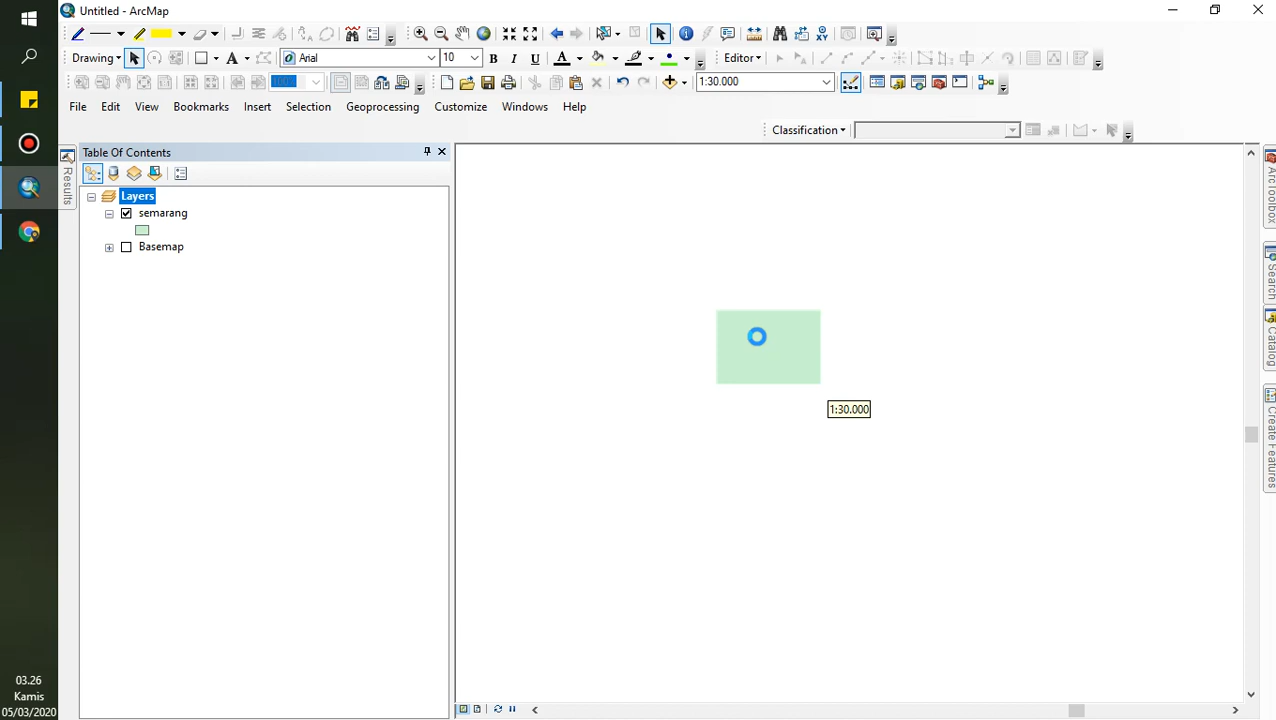 Untitled - ArcMap
Drawing
Arial
10
B
I
U
A
Editor
1:30.000
File
Edit
View
Bookmarks
Insert
Selection
Geoprocessing
Customize
Windows
Help
Classification
Table Of Contents
Results
Layers
semarang
Basemap
1:30.000
ArcToolbox
Search
Catalog
Create Features
03.26
Kamis
05/03/2020